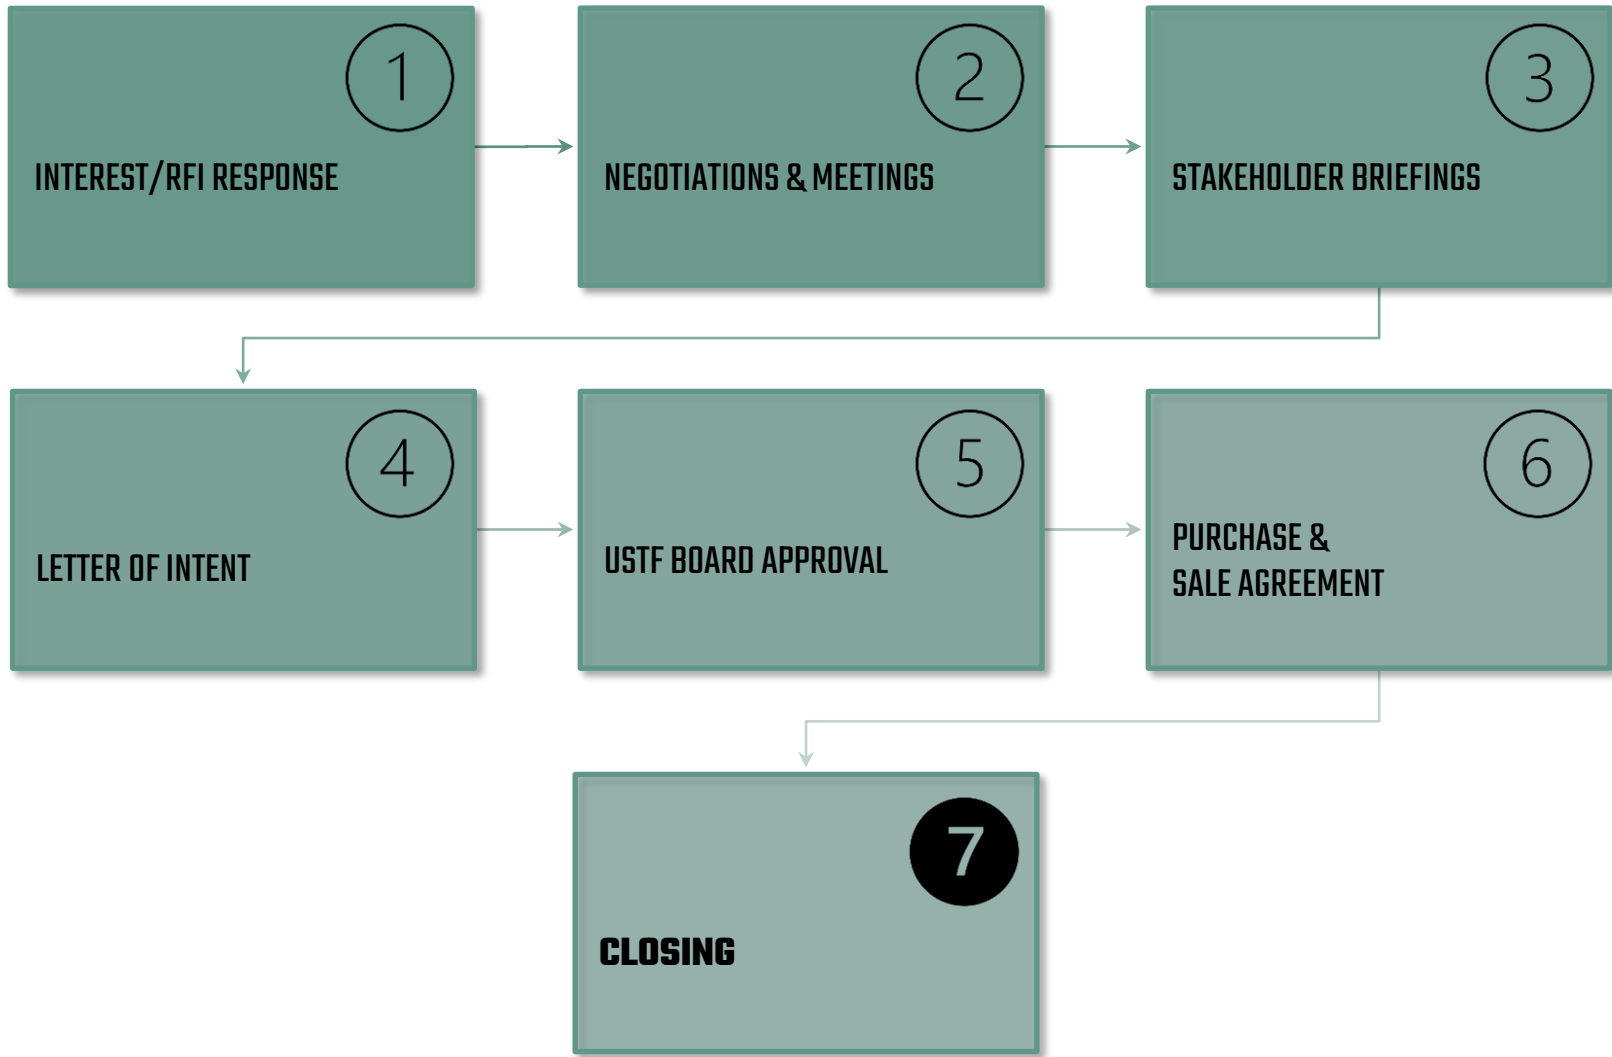 1
INTEREST/RFI RESPONSE
2
NEGOTIATIONS & MEETINGS
3
STAKEHOLDER BRIEFINGS
4
LETTER OF INTENT
5
USTF BOARD APPROVAL
6
PURCHASE &
SALE AGREEMENT
7
CLOSING